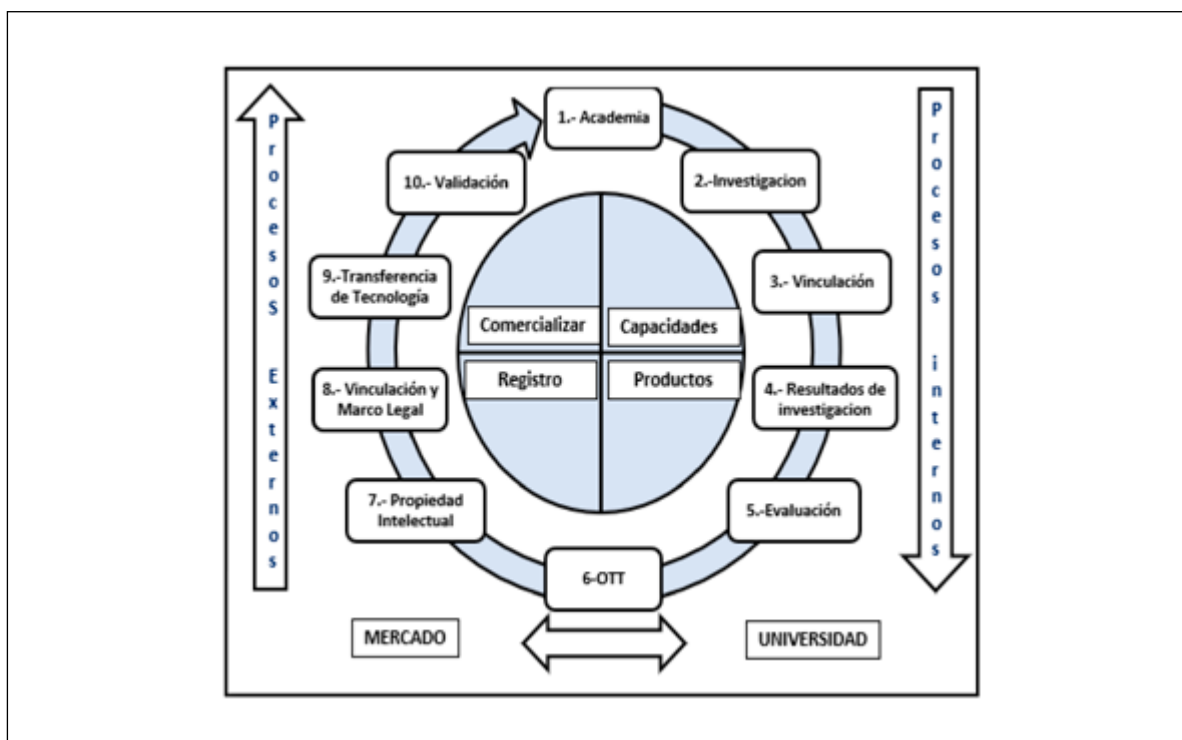 1.- Academia
2.-Investigacion
3.- Vinculación
4.- Resultados de
investigacion
5.-Evaluación
6-OTT
7.- Propiedad
Intelectual
8.- Vinculación y
Marco Legal
9.-Transferencia
de Tecnología
10.- Validación
Comercializar
Capacidades
Registro
Productos
ProcesoS Externos
Procesos internos
MERCADO
UNIVERSIDAD